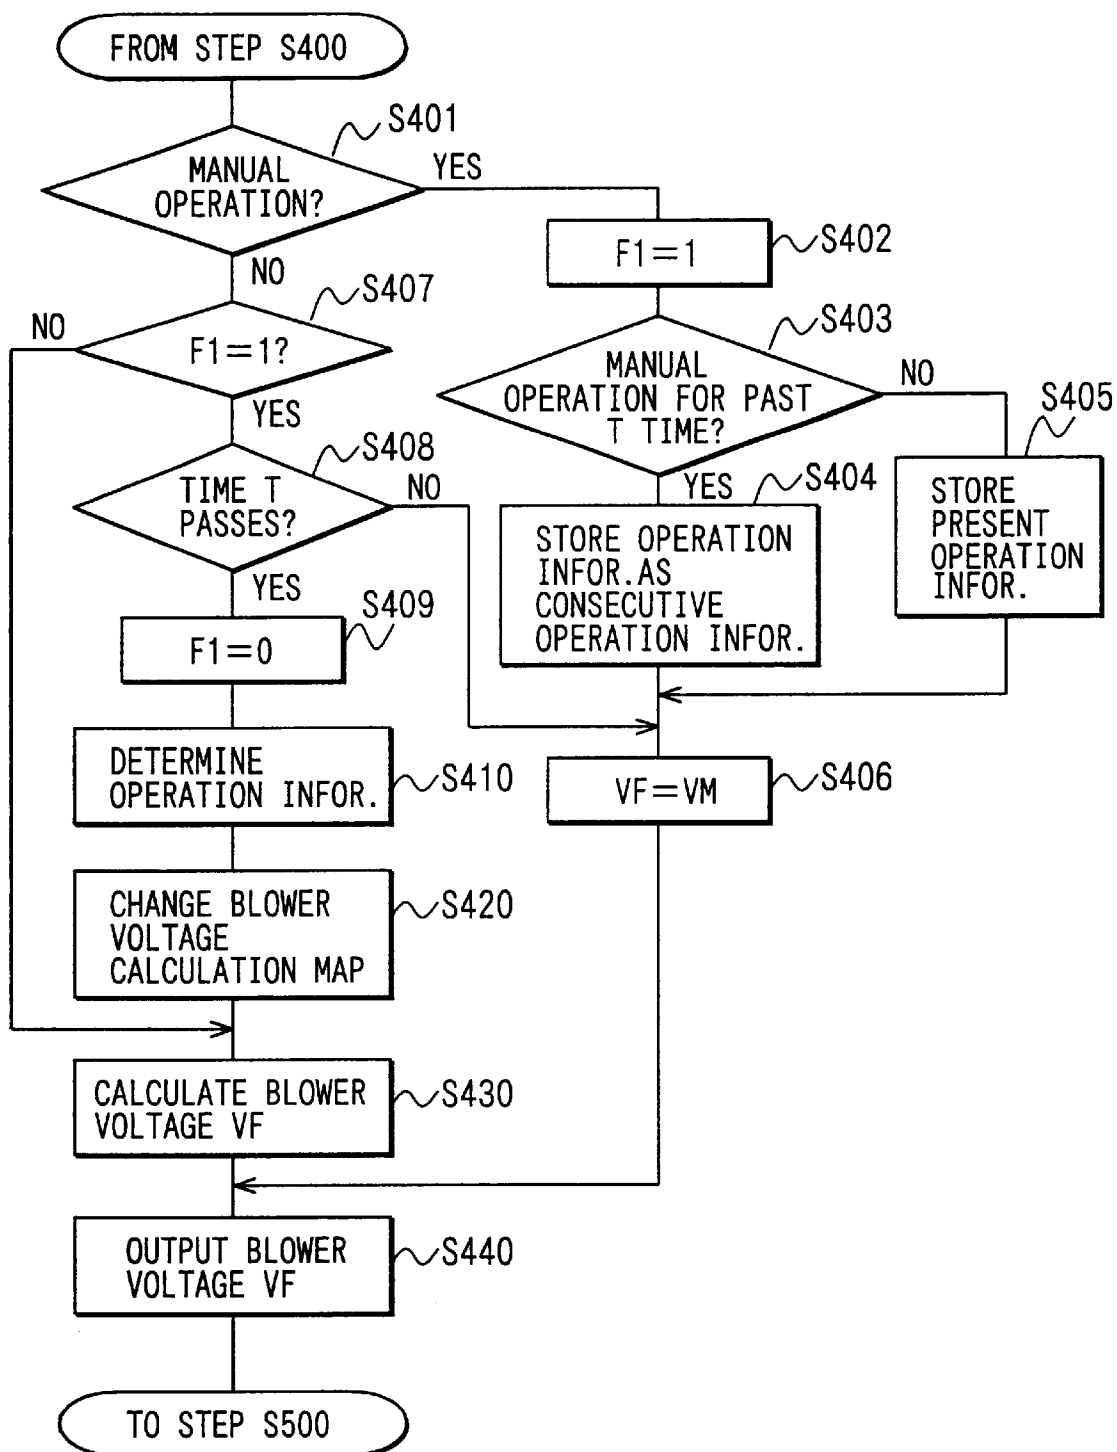 FROM STEP S400
S401
MANUAL
OPERATION?
YES
NO
F1=1
S402
S407
NO
F1=1?
YES
S403
MANUAL
OPERATION FOR PAST
T TIME?
NO
YES
S405
STORE
PRESENT
OPERATION
INFOR.
S408
TIME T
PASSES?
NO
YES
S404
STORE OPERATION
INFOR.AS
CONSECUTIVE
OPERATION INFOR.
S409
F1=0
DETERMINE
OPERATION INFOR.
S410
VF=VM
S406
CHANGE BLOWER
VOLTAGE
CALCULATION MAP
S420
CALCULATE BLOWER
VOLTAGE VF
S430
OUTPUT BLOWER
VOLTAGE VF
S440
TO STEP S500